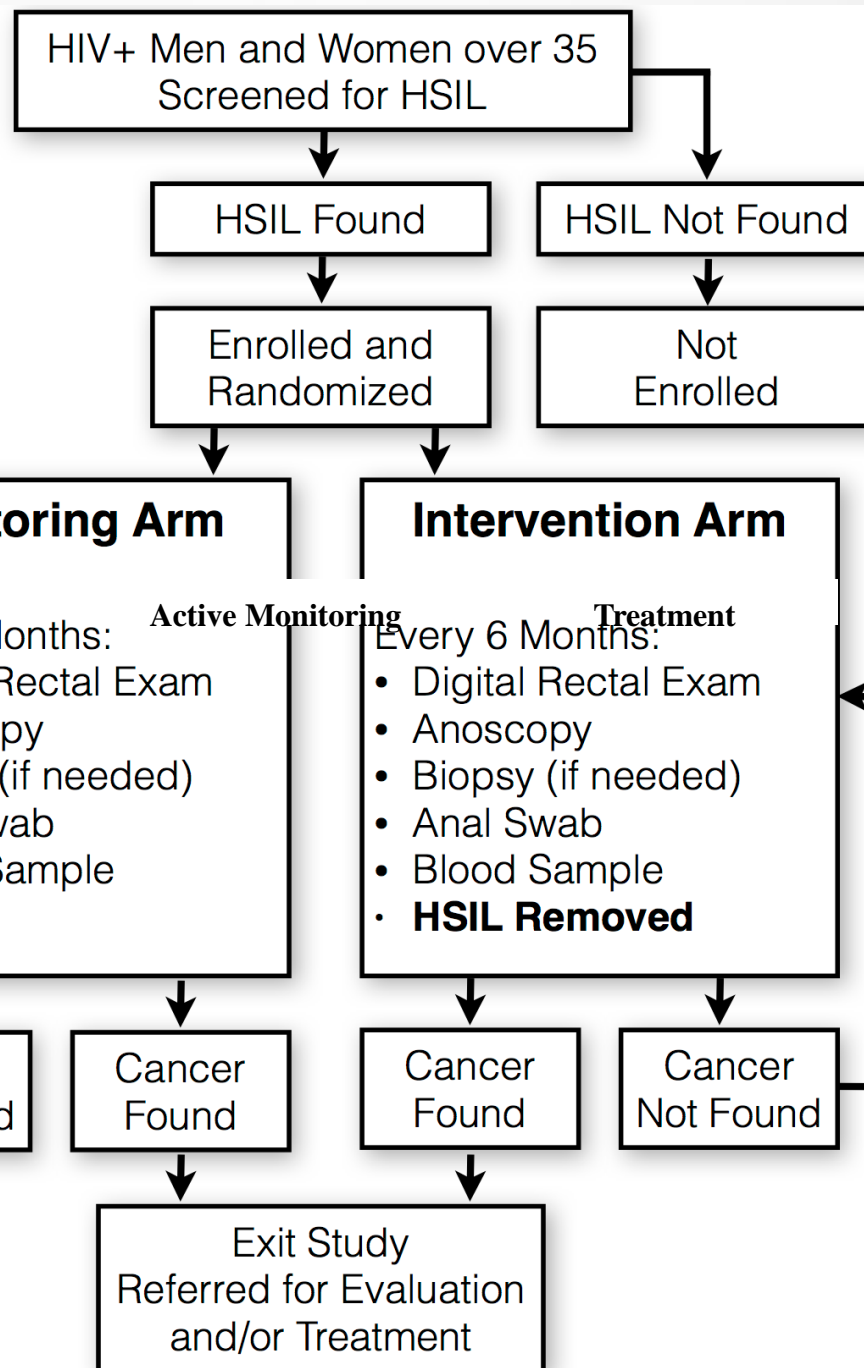 HIV+ Men and Women over 35
Screened for HSIL
HSIL Found
HSIL Not Found
Enrolled and
Randomized
Not
Enrolled
toring Arm
Intervention Arm
Active Monitoring
Treatment
onths:
Rectal Exam
py
(if needed)
ab
Sample
Every 6 Months:
• Digital Rectal Exam
• Anoscopy
• Biopsy (if needed)
• Anal Swab
• Blood Sample
• HSIL Removed
d
Cancer
Found
Cancer
Found
Cancer
Not Found
Exit Study
Referred for Evaluation
and/or Treatment